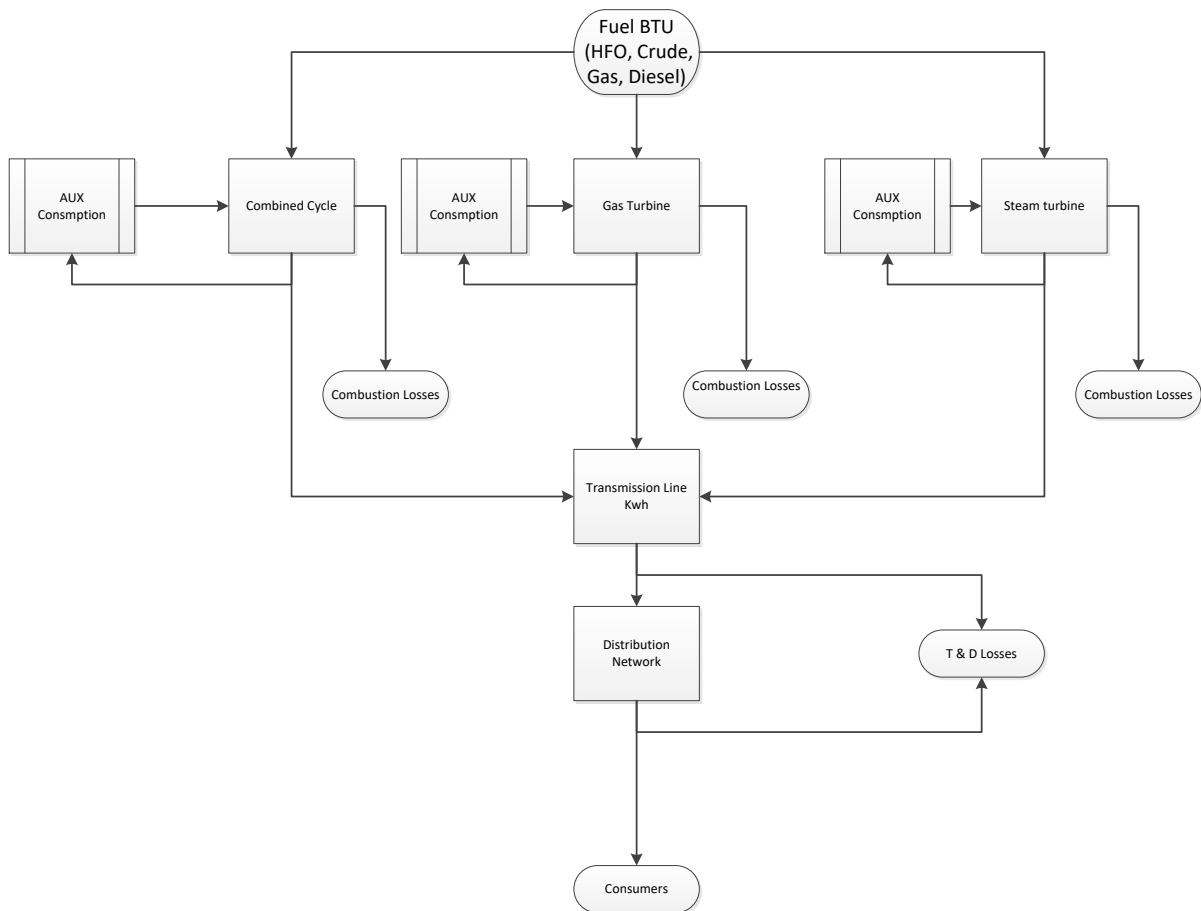 Fuel BTU
(HFO, Crude,
Gas, Diesel)
AUX
Consmption
Combined Cycle
AUX
Consmption
Gas Turbine
AUX
Consmption
Steam turbine
Combustion Losses
Combustion Losses
Combustion Losses
Transmission Line
Kwh
Distribution
Network
T & D Losses
Consumers